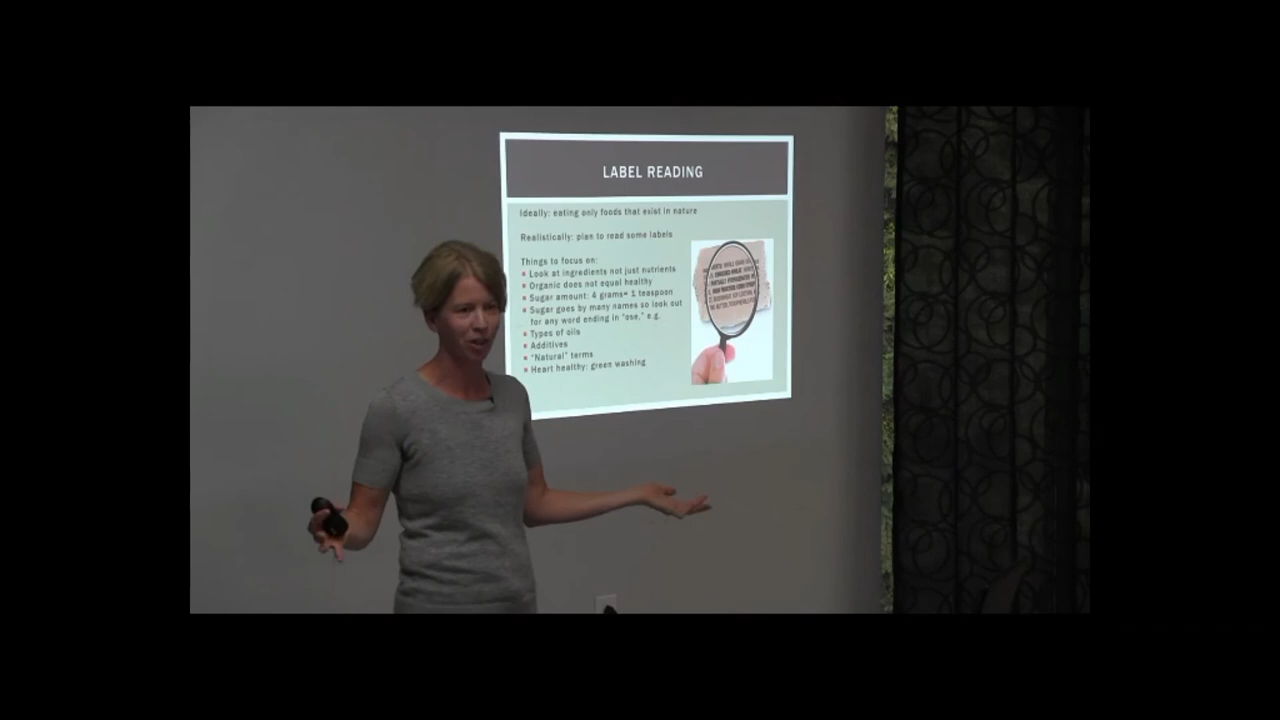 LABEL READING
Ideally: eating only foods that exist in nature
Realistically: plan to read some labels
Things to focus on:
Look at ingredients not just nutrients
Organic does not equal healthy
Sugar amount: 4 grams= 1 teaspoon
Sugar goes by many names so look out
for any word ending in "ose," e.g.
Types of oils
Additives
"Natural" terms
Heart healthy: green washing